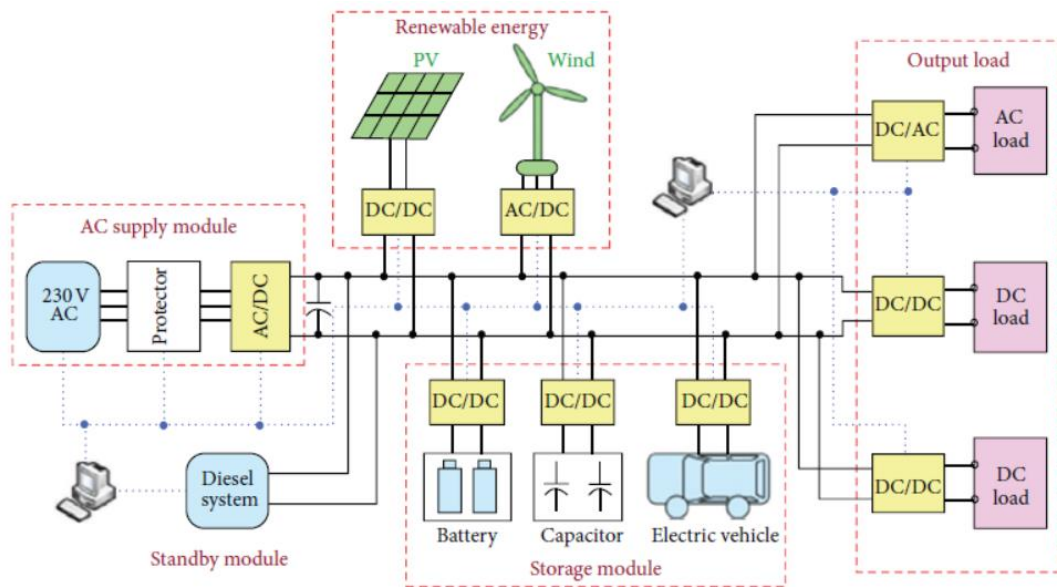 Renewable energy
PV
Wind
DC/DC
AC/DC
AC supply module
230 V
AC
Protector
AC/DC
Output load
DC/AC
AC
load
DC/DC
DC
load
DC/DC
DC
load
DC/DC
DC/DC
DC/DC
Battery
Capacitor
Electric vehicle
Storage module
Diesel
system
Standby module